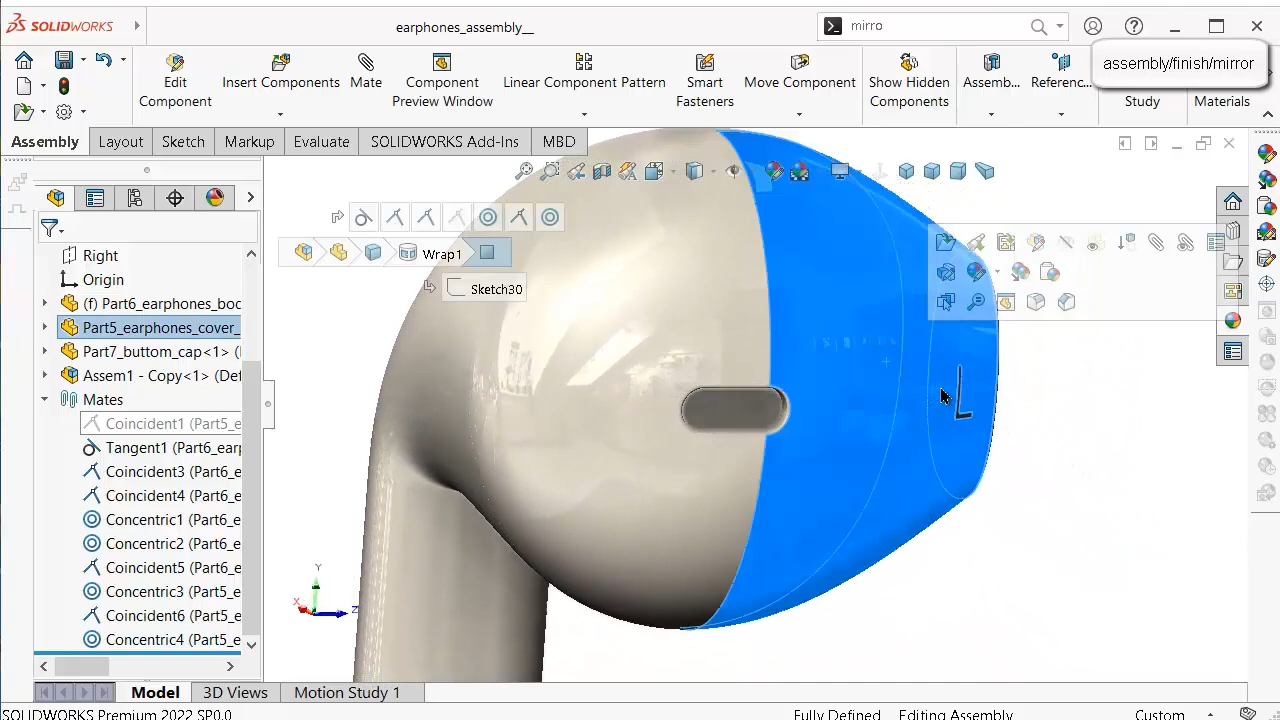 SOLIDWORKS
earphones_assembly__
mirro
assembly/finish/mirror
Edit Component
Insert Components
Mate
Component Preview Window
Linear Component Pattern
Smart Fasteners
Move Component
Show Hidden Components
Assemb...
Referenc...
Study
Materials
Assembly
Layout
Sketch
Markup
Evaluate
SOLIDWORKS Add-Ins
MBD
Wrap1
Sketch30
Right
Origin
(f) Part6_earphones_boc
Part5_earphones_cover_
Part7_buttom_cap<1> (
Assem1 - Copy<1> (Def
Mates
Coincident1 (Part5_e
Tangent1 (Part6_earp
Coincident3 (Part6_e
Coincident4 (Part6_e
Concentric1 (Part6_e
Concentric2 (Part6_e
Coincident5 (Part6_e
Concentric3 (Part5_e
Coincident6 (Part5_e
Concentric4 (Part5_e
L
Y
X
Z
Model
3D Views
Motion Study 1
SOLIDWORKS Premium 2022 SP0.0
Fully Defined
Editing Assembly
Custom